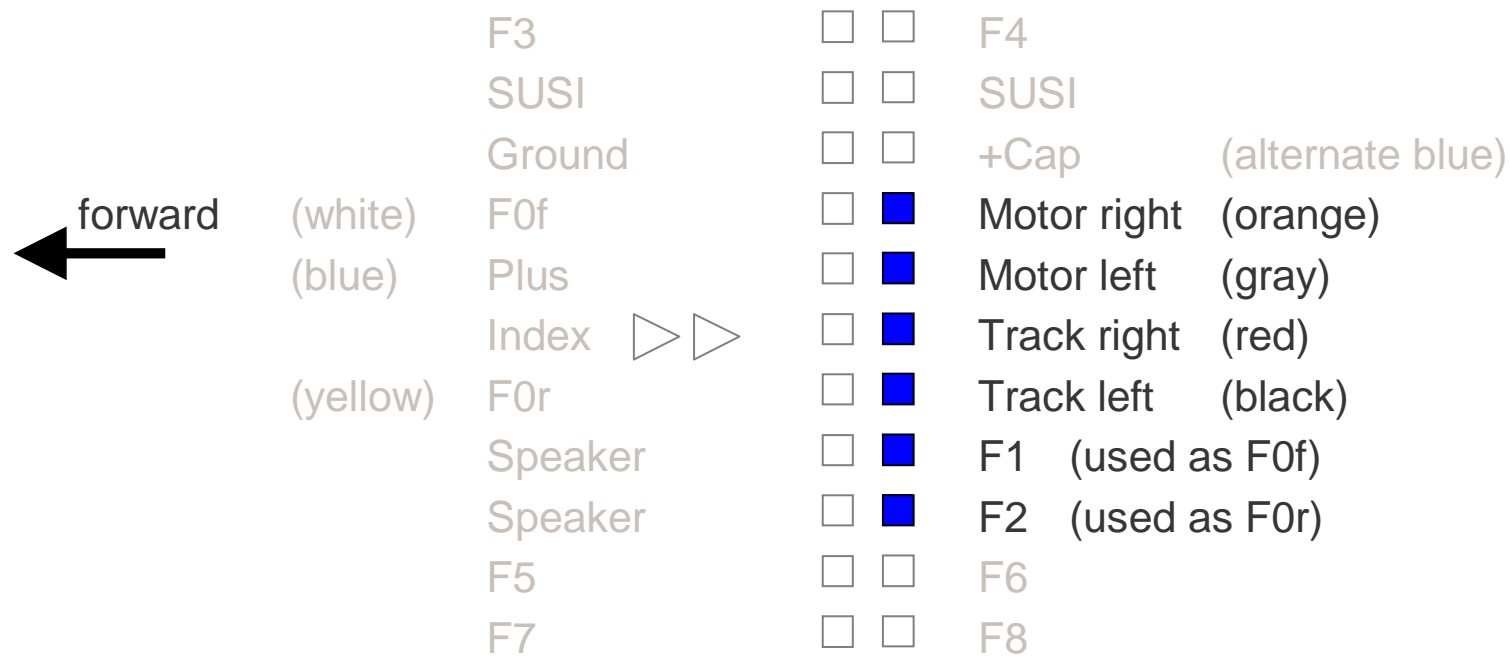 F3 F4
SUSI SUSI
Ground +Cap (alternate blue)
forward (white) F0f Motor right (orange)
(blue) Plus Motor left (gray)
Index Track right (red)
(yellow) F0r Track left (black)
Speaker F1 (used as F0f)
Speaker F2 (used as F0r)
F5 F6
F7 F8